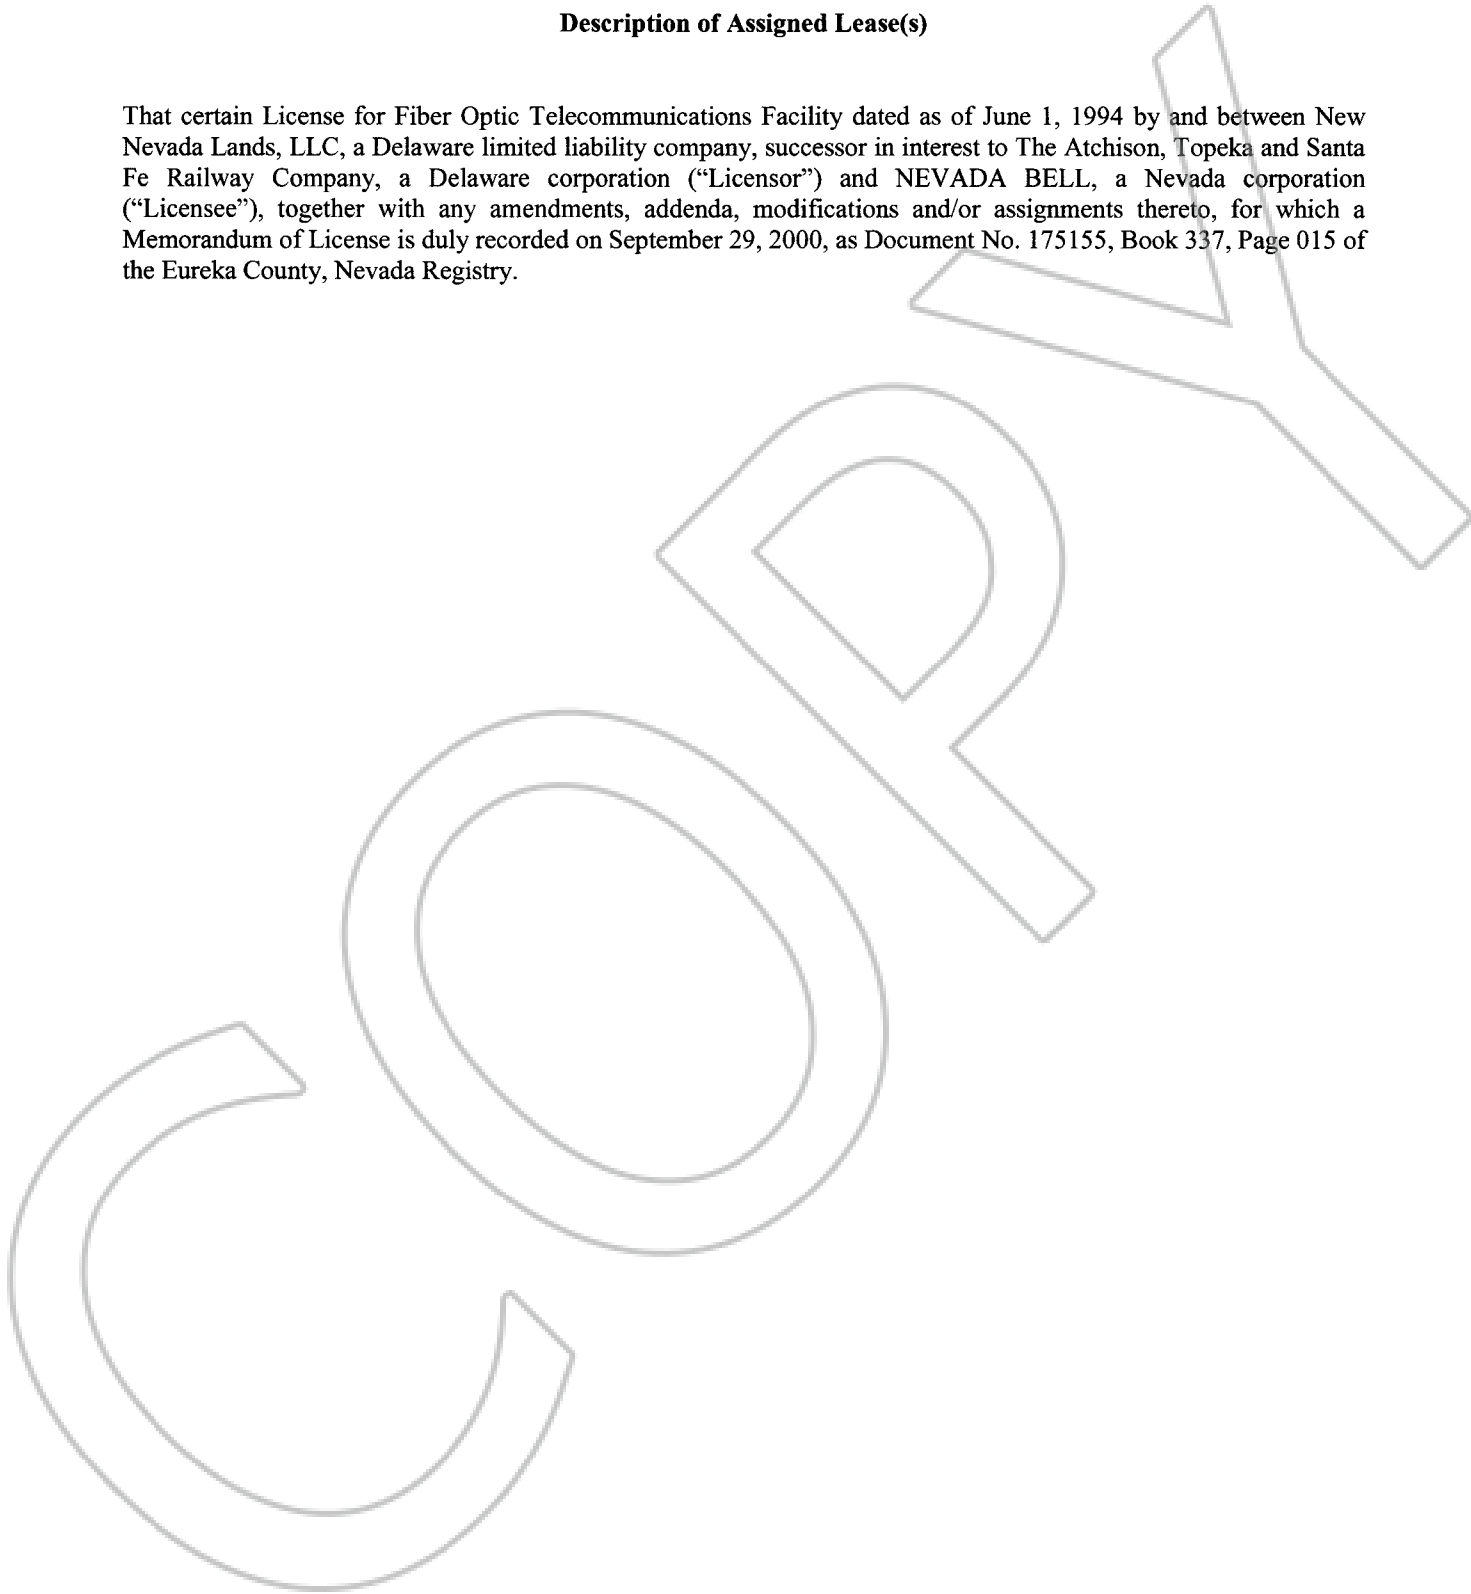 Description of Assigned Lease(s)
That certain License for Fiber Optic Telecommunications Facility dated as of June 1, 1994 by and between New
Nevada Lands, LLC, a Delaware limited liability company, successor in interest to The Atchison, Topeka and Santa
Fe Railway Company, a Delaware corporation (“Licensor”) and NEVADA BELL, a Nevada corporation
(“Licensee”), together with any amendments, addenda, modifications and/or assignments thereto, for which a
Memorandum of License is duly recorded on September 29, 2000, as Document No. 175155, Book 337, Page 015 of
the Eureka County, Nevada Registry.
COPY